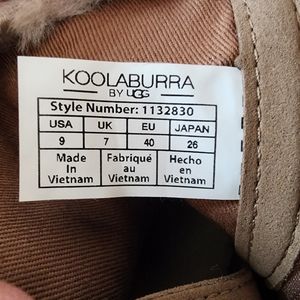 KOOLABURRA
BY UGG
Style Number: 1132830
USA UK EU JAPAN
9 7 40 26
Made In Vietnam Fabriqué au Vietnam Hecho en Vietnam